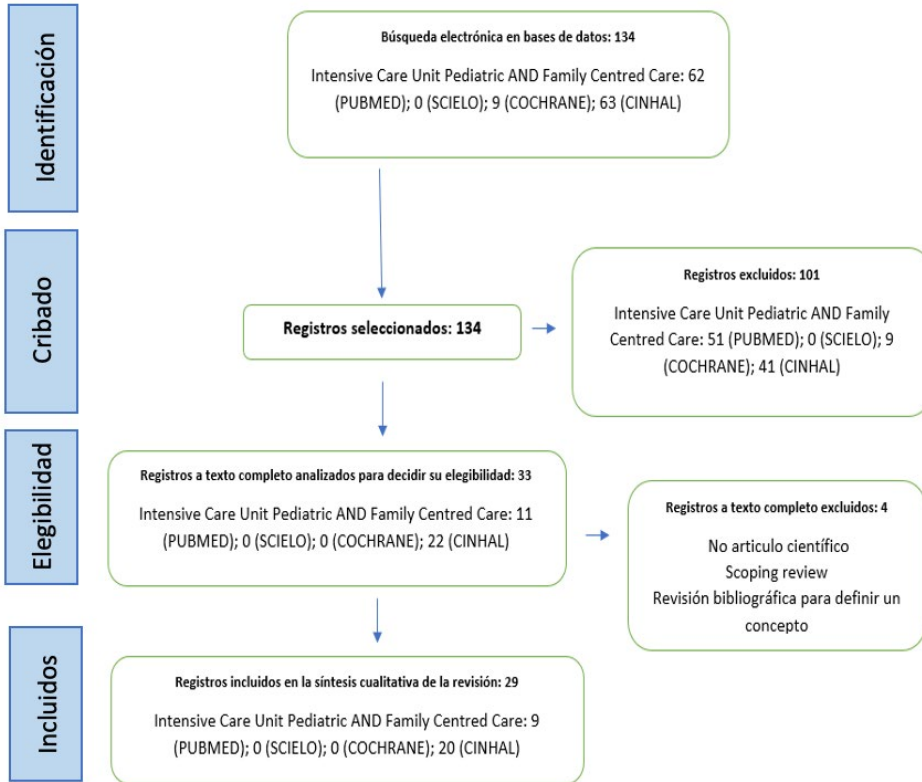 Identificación
Búsqueda electrónica en bases de datos: 134
Intensive Care Unit Pediatric AND Family Centred Care: 62
(PUBMED); 0 (SCIELO); 9 (COCHRANE); 63 (CINHAL)
Cribado
Registros seleccionados: 134
Registros excluidos: 101
Intensive Care Unit Pediatric AND Family
Centred Care: 51 (PUBMED); 0 (SCIELO); 9
(COCHRANE); 41 (CINHAL)
Elegibilidad
Registros a texto completo analizados para decidir su elegibilidad: 33
Intensive Care Unit Pediatric AND Family Centred Care: 11
(PUBMED); 0 (SCIELO); 0 (COCHRANE); 22 (CINHAL)
Registros a texto completo excluidos: 4
No articulo científico
Scoping review
Revisión bibliográfica para definir un
concepto
Incluidos
Registros incluidos en la síntesis cualitativa de la revisión: 29
Intensive Care Unit Pediatric AND Family Centred Care: 9
(PUBMED); 0 (SCIELO); 0 (COCHRANE); 20 (CINHAL)